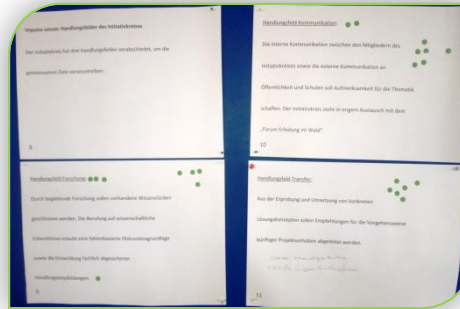 Impulse setzen: Handlungsfelder des Initiativkreises
Der Initiativkreis hat drei Handlungsfelder verabschiedet, um die
gemeinsamen Ziele voranzutreiben:
8
Handlungsfeld Kommunikation:
Die interne Kommunikation zwischen den Mitgliedern des
Initiativkreises sowie die externe Kommunikation an
Öffentlichkeit und Schulen soll Aufmerksamkeit für die Thematik
schaffen. Der Initiativkreis steht in engem Austausch mit dem
„Forum Erholung im Wald".
10
Handlungsfeld Forschung:
Durch begleitende Forschung sollen vorhandene Wissenslücken
geschlossen werden. Die Berufung auf wissenschaftliche
Erkenntnisse erlaubt eine faktenbasierte Diskussionsgrundlage
sowie die Entwicklung fachlich abgesicherter
Handlungsempfehlungen.
9
Handlungsfeld Transfer:
Aus der Erprobung und Umsetzung von konkreten
Lösungskonzepten sollen Empfehlungen für die Vorgehensweise
künftiger Projektvorhaben abgeleitet werden.
11